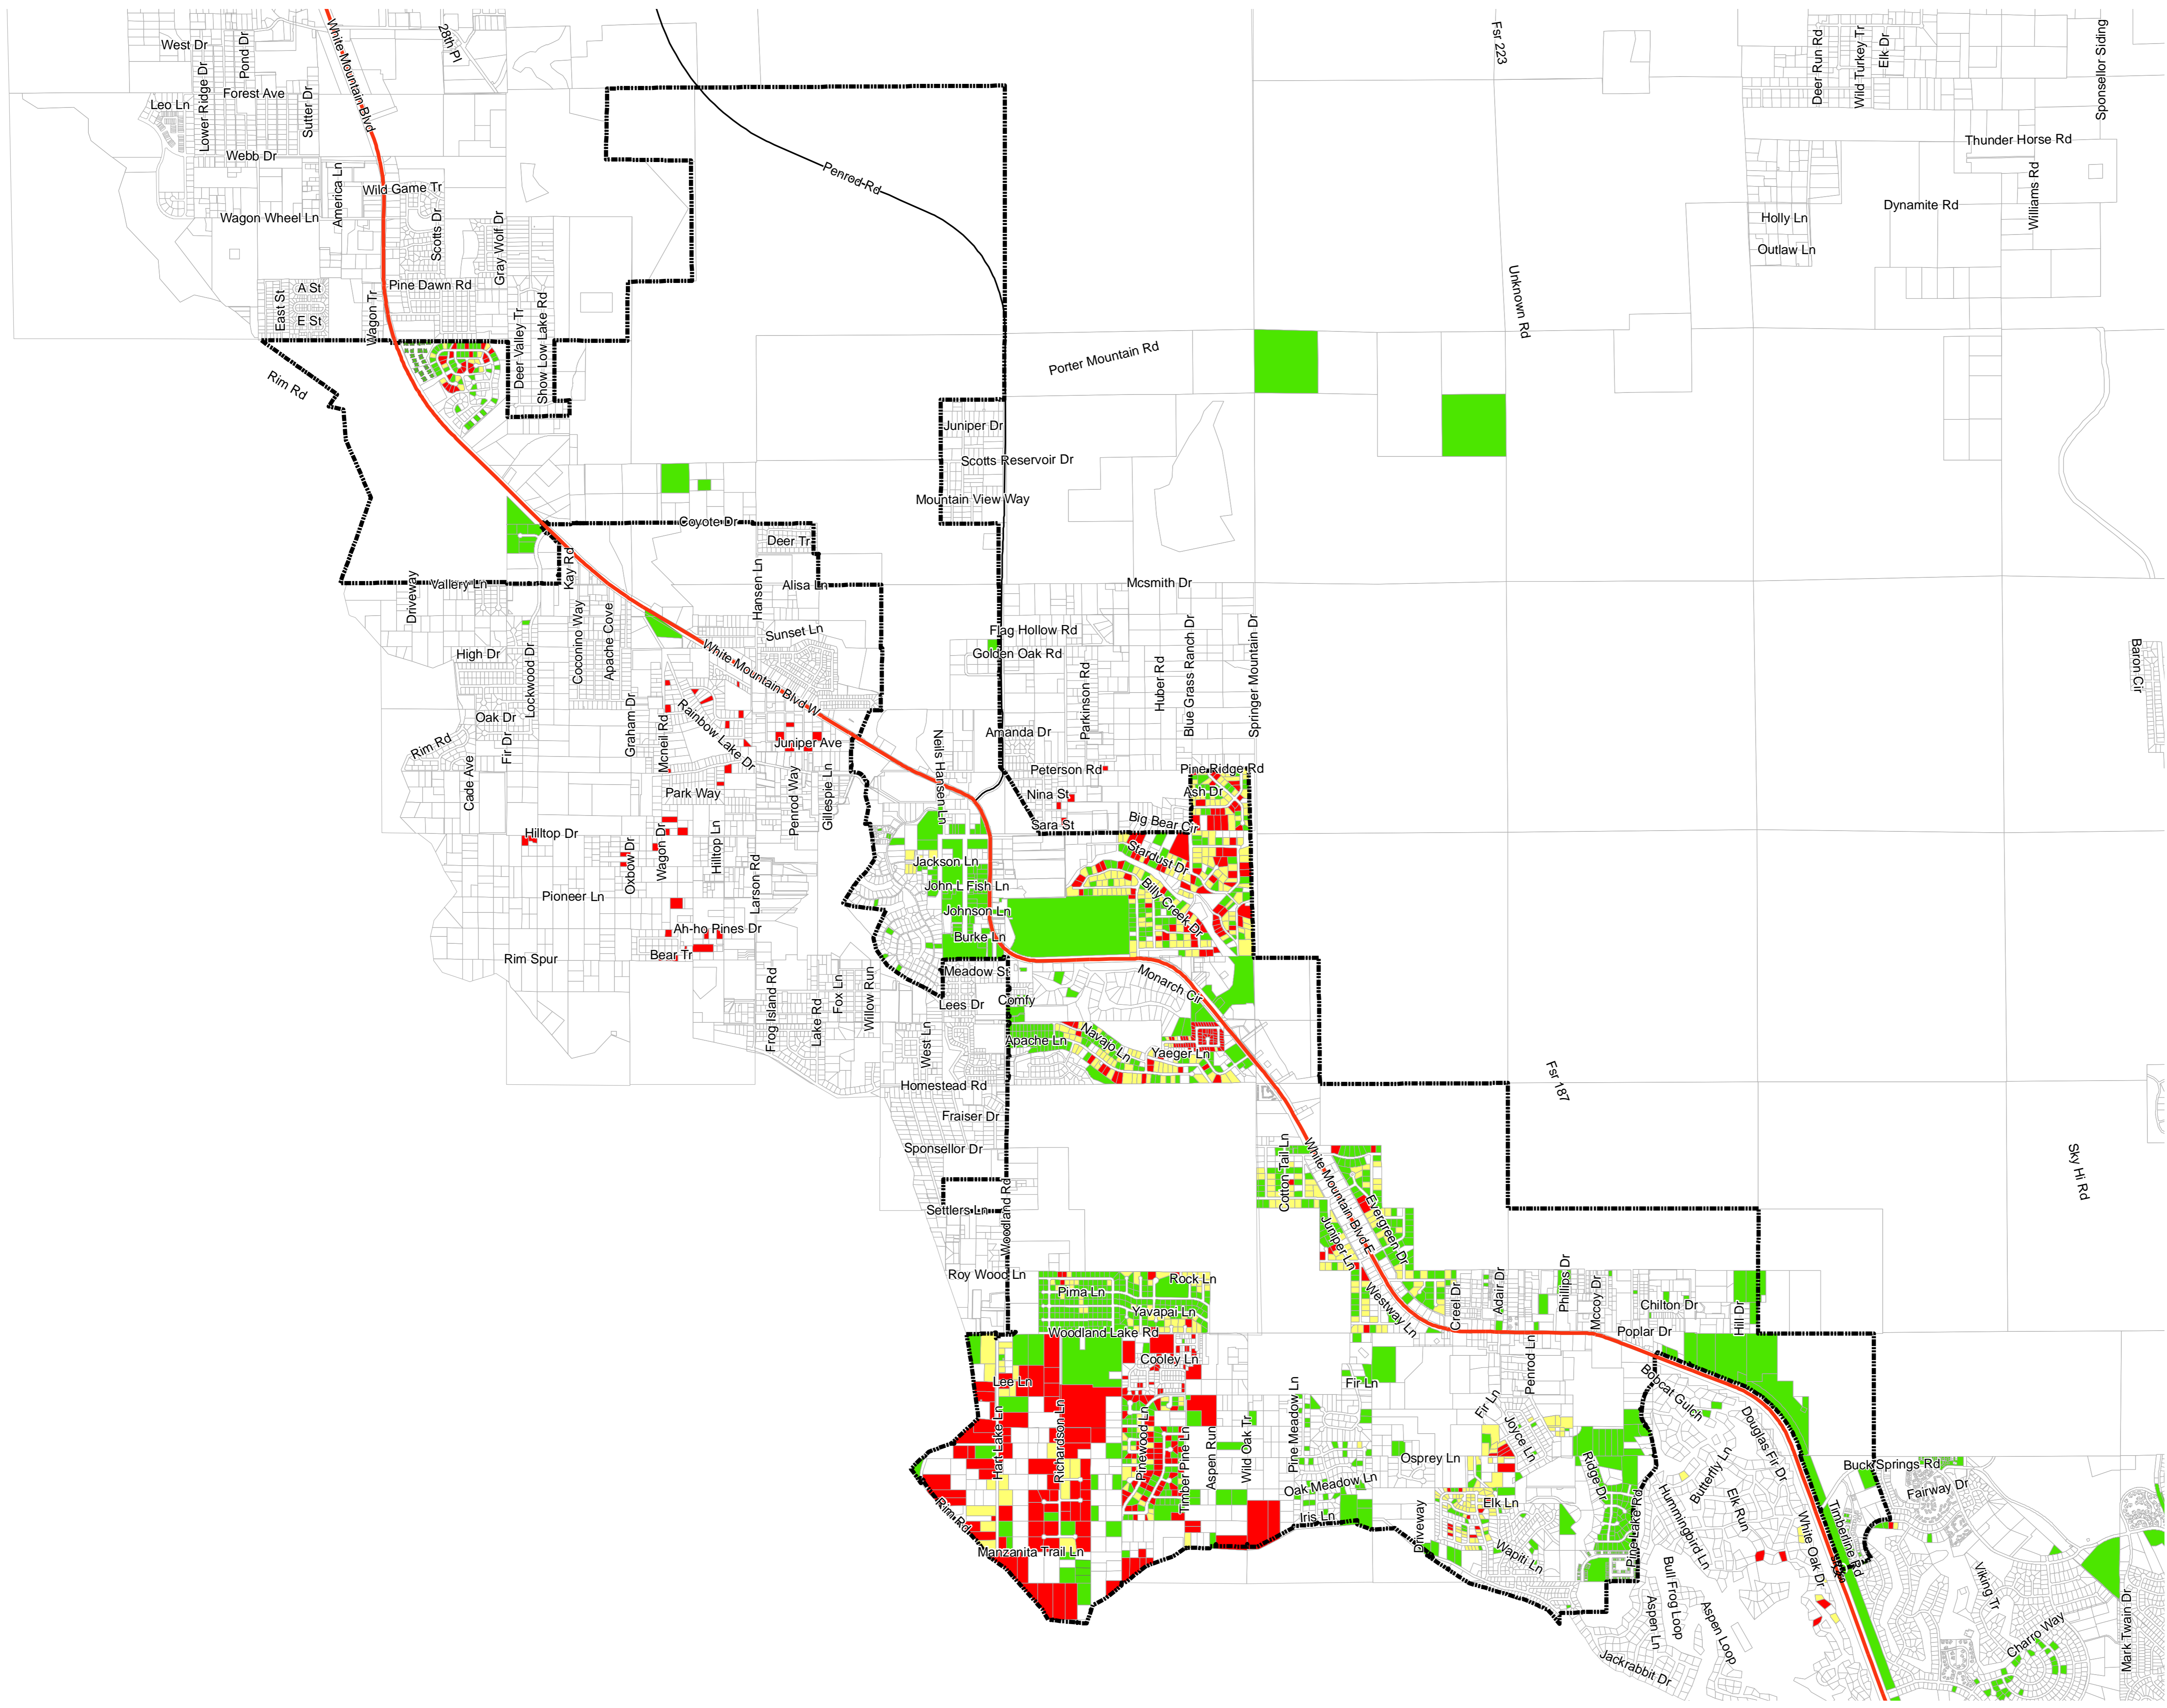 White Mountain Blvd
28th Pl
Fsr 223
West Dr
Pond Dr
Lower Ridge Dr
Deer Run Rd
Wild Turkey Tr
Elk Dr
Sponsellor Siding
Forest Ave
Leo Ln
Sutter Dr
Thunder Horse Rd
Webb Dr
America Ln
Penrod Rd
Wild Game Tr
Williams Rd
Dynamite Rd
Wagon Wheel Ln
Scotts Dr
Gray Wolf Dr
Holly Ln
Outlaw Ln
A St
East St
E St
Pine Dawn Rd
Wagon Tr
Deer Valley Tr
Show Low Lake Rd
Unknown Rd
Porter Mountain Rd
Rim Rd
Juniper Dr
Scotts Reservoir Dr
Mountain View Way
Coyote Dr
Deer Tr
Kay Rd
Vallery Ln
Driveway
Hansen Ln
Alisa Ln
Mcsmith Dr
Coconino Way
Apache Cove
Sunset Ln
Flag Hollow Rd
Golden Oak Rd
High Dr
Lockwood Dr
White Mountain Blvd W
Parkinson Rd
Huber Rd
Blue Grass Ranch Dr
Springer Mountain Dr
Baron Cir
Oak Dr
Rim Rd
Fir Dr
Graham Dr
Mcneil Rd
Rainbow Lake Dr
Juniper Ave
Amanda Dr
Neils Hansen Ln
Cade Ave
Park Way
Penrod Way
Gillespie Ln
Peterson Rd
Pine Ridge Rd
Nina St
Ash Dr
Sara St
Big Bear Cir
Hilltop Dr
Oxbow Dr
Wagon Dr
Hilltop Ln
Larson Rd
Jackson Ln
Stardust Dr
John L Fish Ln
Billy Creek Dr
Pioneer Ln
Johnson Ln
Ah-ho Pines Dr
Burke Ln
Bear Tr
Rim Spur
Meadow St
Monarch Cir
Frog Island Rd
Lake Rd
Fox Ln
Willow Run
Lees Dr
Comfy
West Ln
Apache Ln
Navajo Ln
Yaeger Ln
Homestead Rd
Fsr 187
Fraiser Dr
Sponsellor Dr
Cotton Tail Ln
White Mountain Blvd E
Evergreen Dr
Sky Hi Rd
Settlers Ln
Woodland Rd
Juniper Ln
Roy Wood Ln
Pima Ln
Rock Ln
Yavapai Ln
Westway Ln
Creel Dr
Adair Dr
Phillips Dr
Mccoy Dr
Chilton Dr
Hill Dr
Woodland Lake Rd
Poplar Dr
Cooley Ln
Lee Ln
Fir Ln
Penrod Ln
Bobcat Gulch
Hart Lake Ln
Richardson Ln
Pinewood Ln
Timber Pine Ln
Aspen Run
Wild Oak Tr
Pine Meadow Ln
Fir Ln
Joyce Ln
Douglas Fir Dr
Osprey Ln
Oak Meadow Ln
Ridge Dr
Butterfly Ln
Buck Springs Rd
Fairway Dr
Rim Rd
Iris Ln
Driveway
Elk Ln
Pine Lake Rd
Hummingbird Ln
Elk Run
White Oak Dr
Timberline Rd
Manzanita Trail Ln
Wapiti Ln
Bull Frog Loop
Aspen Ln
Aspen Loop
Viking Tr
Charro Way
Mark Twain Dr
Jackrabbit Dr